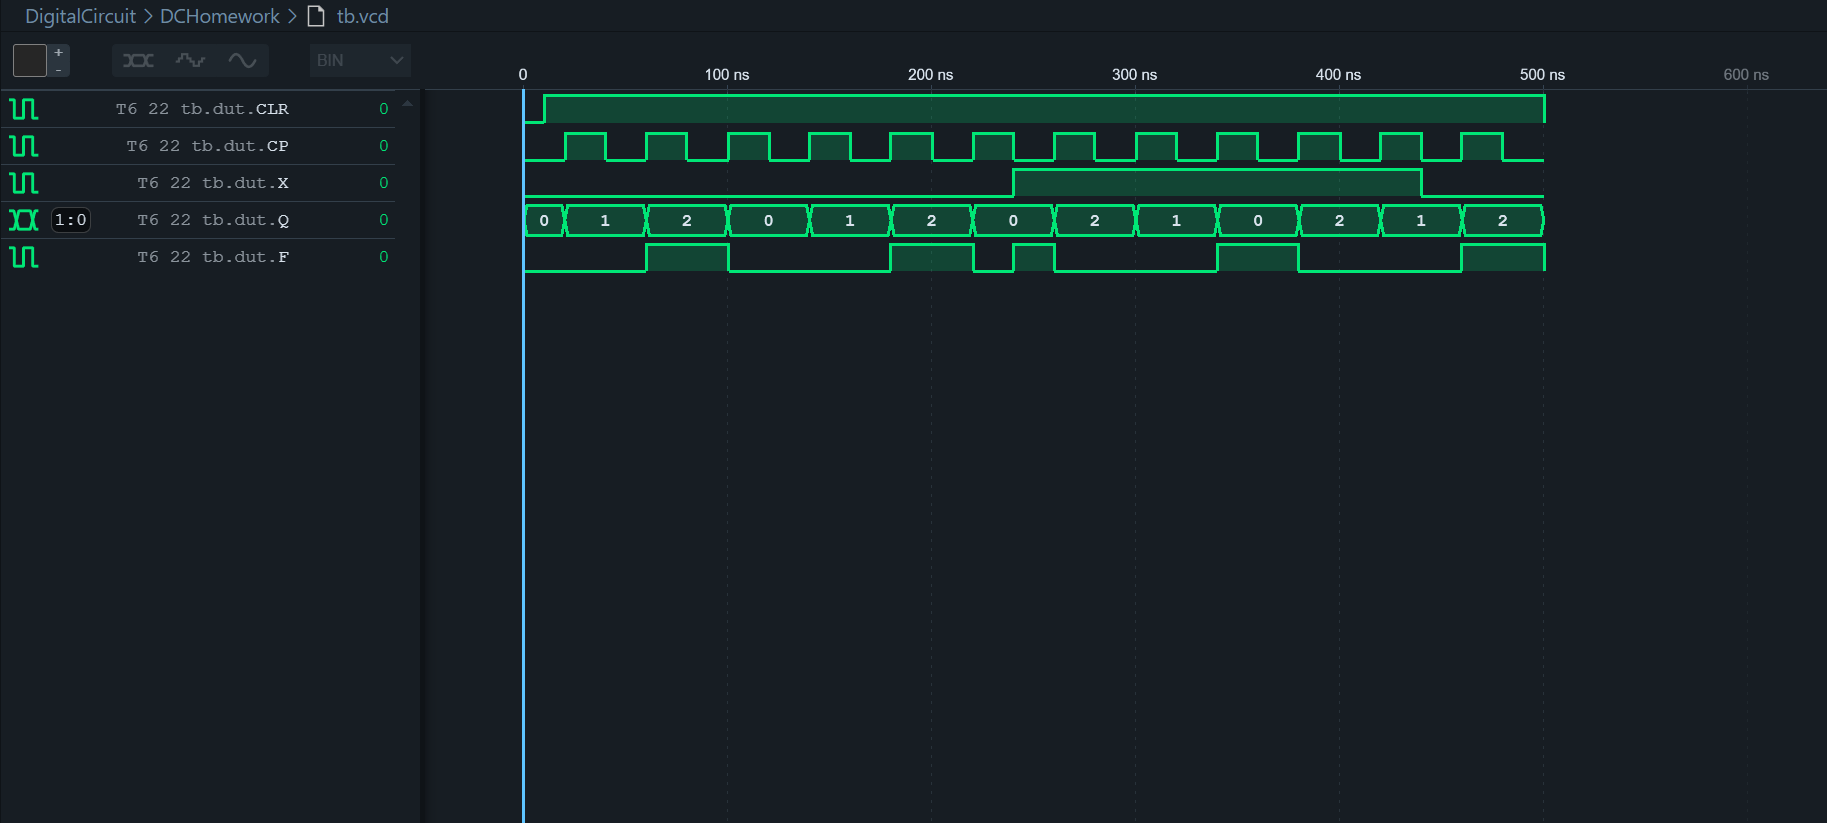 DigitalCircuit > DCHomework > tb.vcd
+
-
BIN
0 100 ns 200 ns 300 ns 400 ns 500 ns 600 ns
T6 22 tb.dut.CLR 0
T6 22 tb.dut.CP 0
T6 22 tb.dut.X 0
1:0 T6 22 tb.dut.Q 0 0 1 2 0 1 2 0 2 1 0 2 1 2
T6 22 tb.dut.F 0